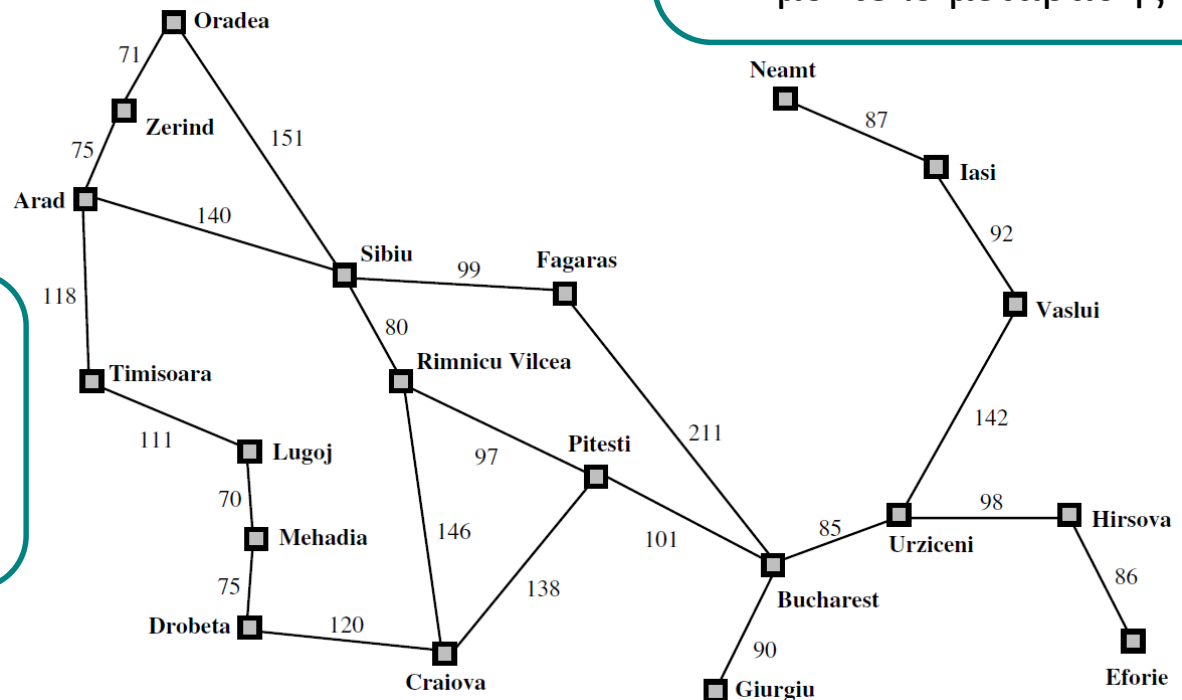 Oradea
71
Neamt
87
Zerind
151
75
Iasi
Arad
140
92
Sibiu
99
Fagaras
118
80
Vaslui
Rimnicu Vilcea
Timisoara
142
111
211
Pitesti
Lugoj
97
70
98
Hirsova
146
85
Mehadia
101
Urziceni
86
75
138
Bucharest
Drobeta
120
90
Eforie
Craiova
Giurgiu